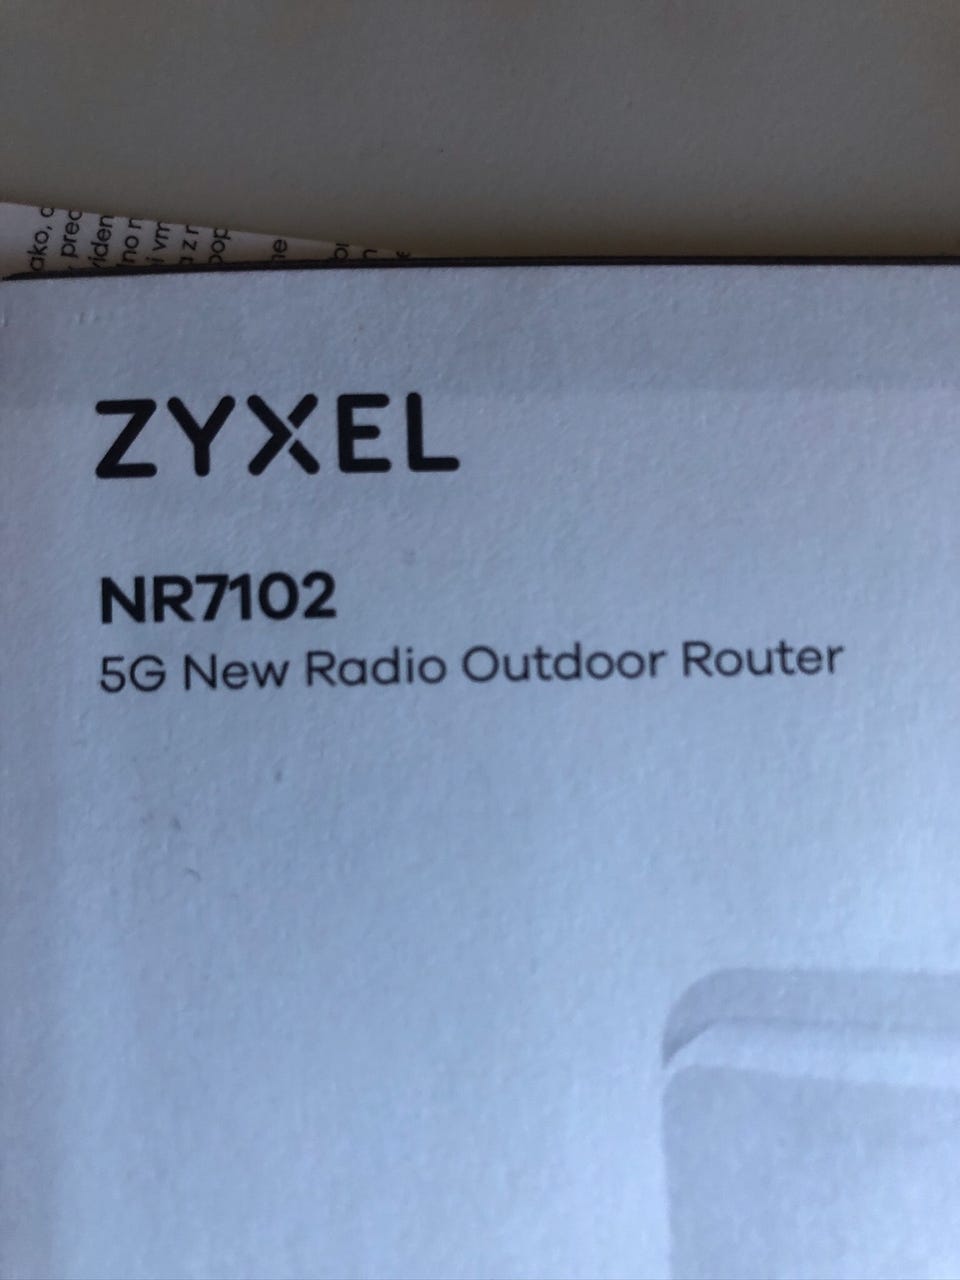 ZYXEL
NR7102
5G New Radio Outdoor Router